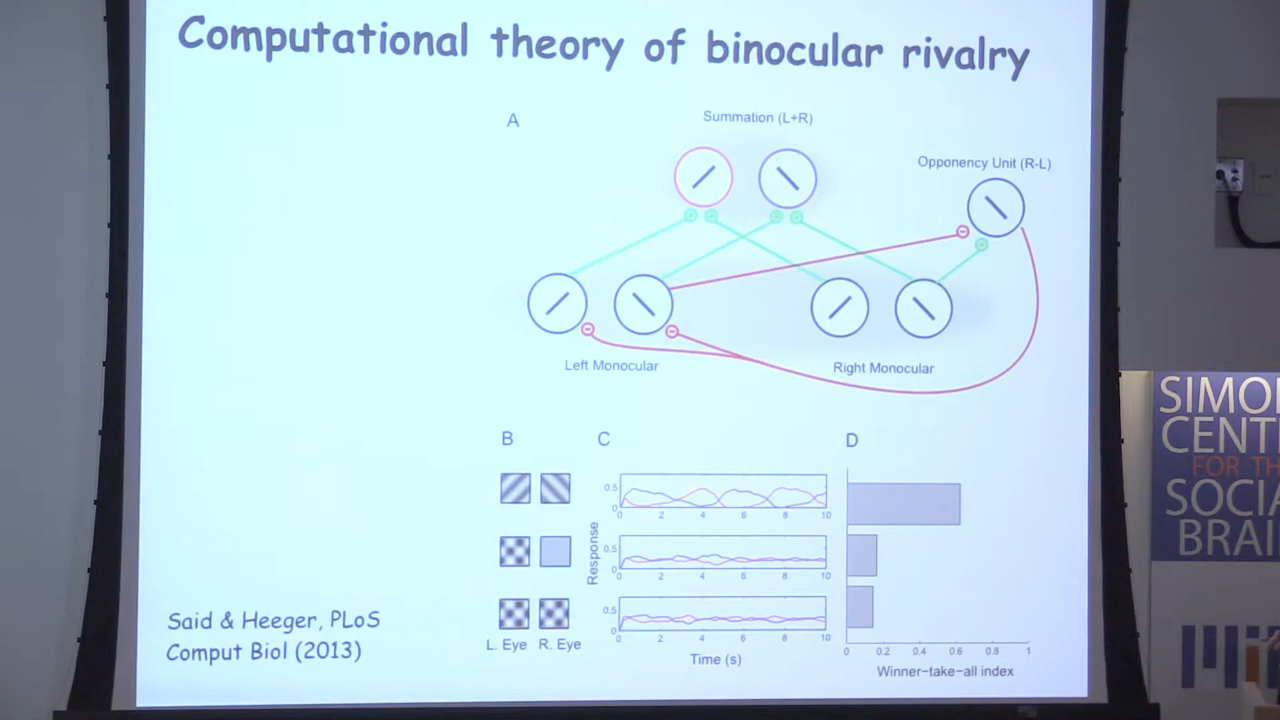 Computational theory of binocular rivalry
A
Summation (L+R)
Opponency Unit (R-L)
Left Monocular
Right Monocular
B
C
D
Response
0.5
0
0 2 4 6 8 10
0.5
0
0 2 4 6 8 10
0.5
0
0 2 4 6 8 10
L. Eye R. Eye
Time (s)
0 0.2 0.4 0.6 0.8 1
Winner-take-all index
Said & Heeger, PLoS
Comput Biol (2013)
SIMO
CENT
FOR TH
SOCIA
BRAI